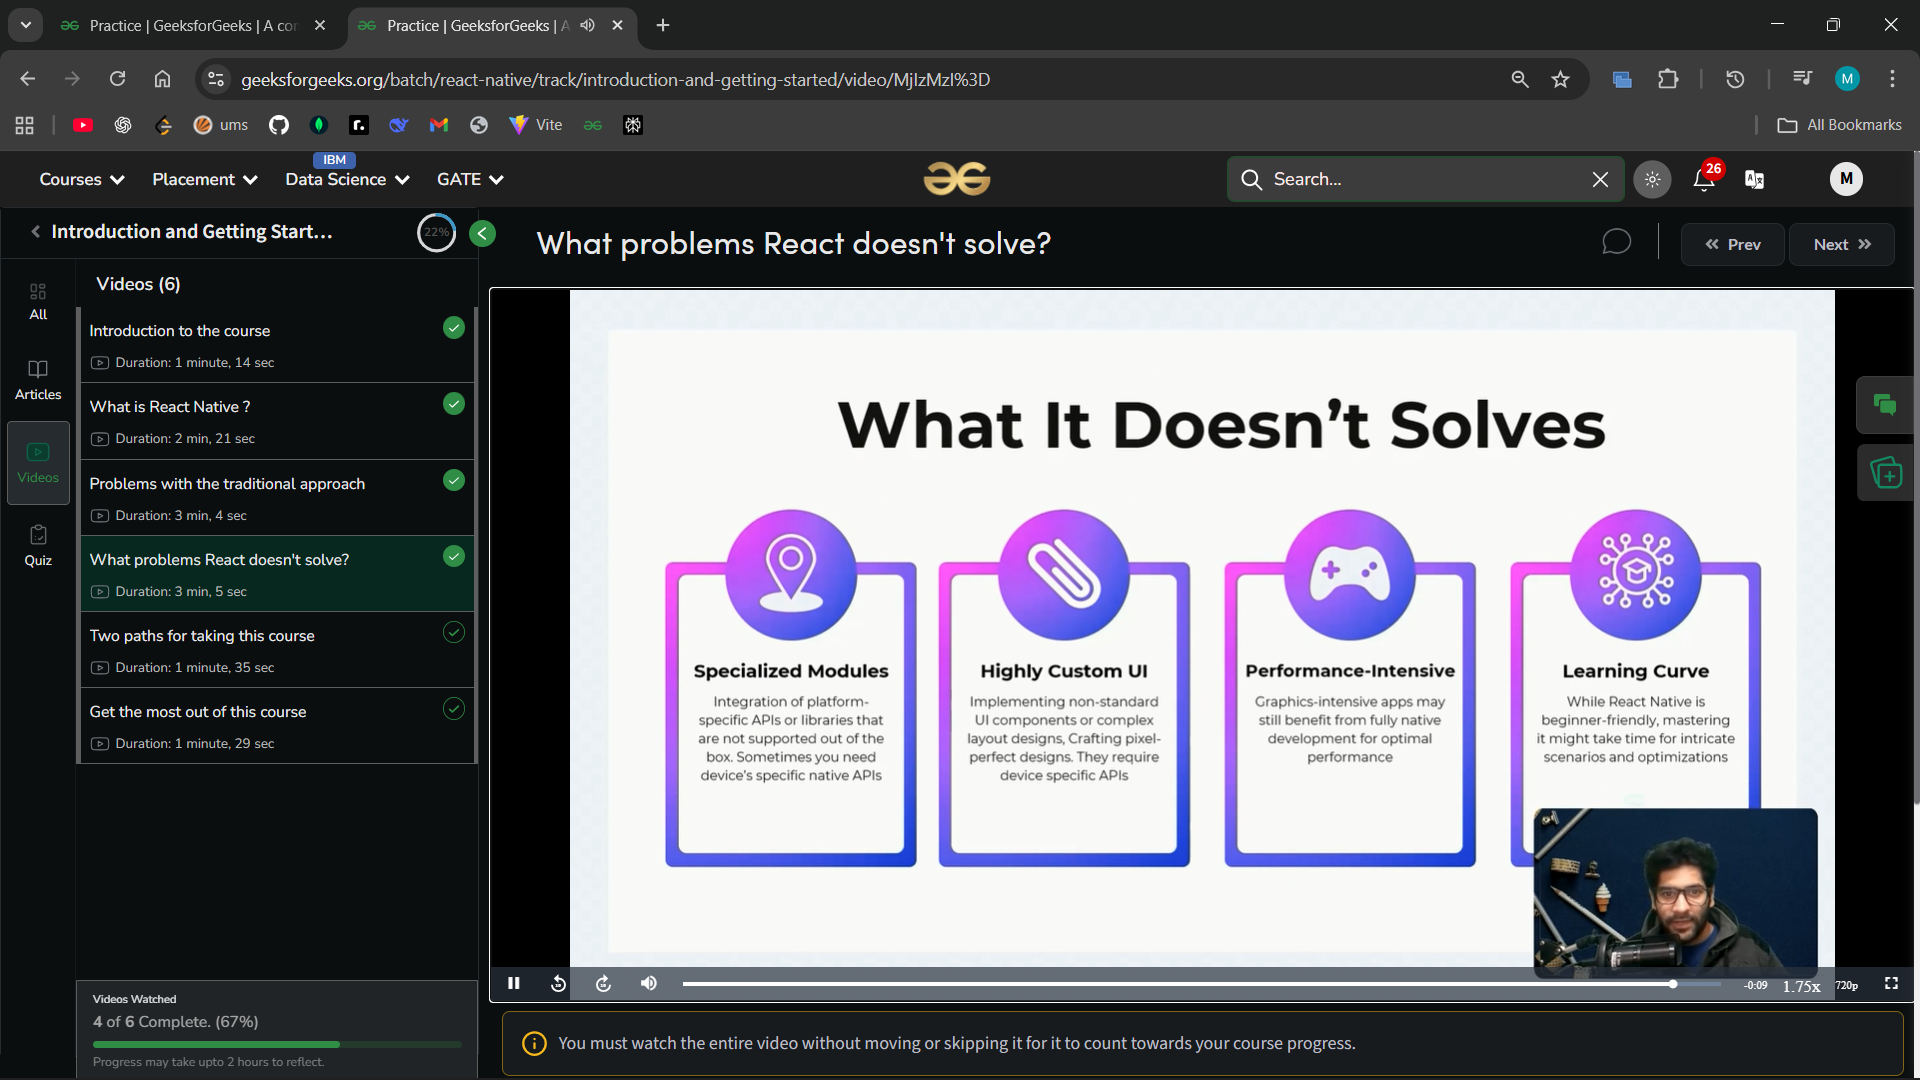 Practice | GeeksforGeeks | A con
Practice | GeeksforGeeks | A
geeksforgeeks.org/batch/react-native/track/introduction-and-getting-started/video/MjIzMzI%3D
M
ums
Vite
All Bookmarks
Courses
Placement
IBM
Data Science
GATE
Search...
26
M
Introduction and Getting Start...
22%
What problems React doesn't solve?
Prev
Next
All
Articles
Videos
Quiz
Videos (6)
Introduction to the course
Duration: 1 minute, 14 sec
What is React Native ?
Duration: 2 min, 21 sec
Problems with the traditional approach
Duration: 3 min, 4 sec
What problems React doesn't solve?
Duration: 3 min, 5 sec
Two paths for taking this course
Duration: 1 minute, 35 sec
Get the most out of this course
Duration: 1 minute, 29 sec
Videos Watched
4 of 6 Complete. (67%)
Progress may take upto 2 hours to reflect.
What It Doesn't Solves
Specialized Modules
Integration of platform-
specific APIs or libraries that
are not supported out of the
box. Sometimes you need
device's specific native APIs
Highly Custom UI
Implementing non-standard
UI components or complex
layout designs, Crafting pixel-
perfect designs. They require
device specific APIs
Performance-Intensive
Graphics-intensive apps may
still benefit from fully native
development for optimal
performance
Learning Curve
While React Native is
beginner-friendly, mastering
it might take time for intricate
scenarios and optimizations
-0:09
1.75x
720p
You must watch the entire video without moving or skipping it for it to count towards your course progress.